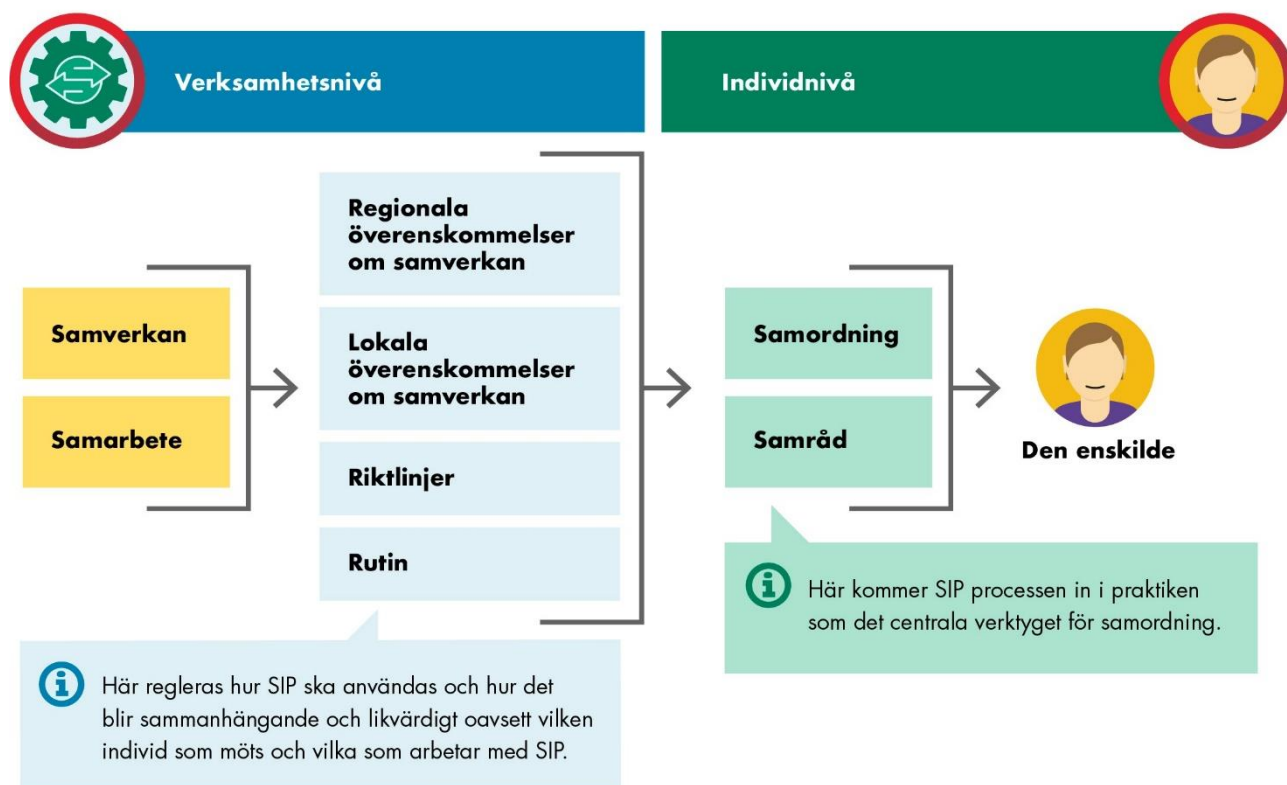 Verksamhetsnivå
Individnivå
Samverkan
Samarbete
Regionala
överenskommelser
om samverkan
Lokala
överenskommelser
om samverkan
Riktlinjer
Rutin
Samordning
Samråd
Den enskilde
Här regleras hur SIP ska användas och hur det
blir sammanhängande och likvärdigt oavsett vilken
individ som möts och vilka som arbetar med SIP.
Här kommer SIP processen in i praktiken
som det centrala verktyget för samordning.